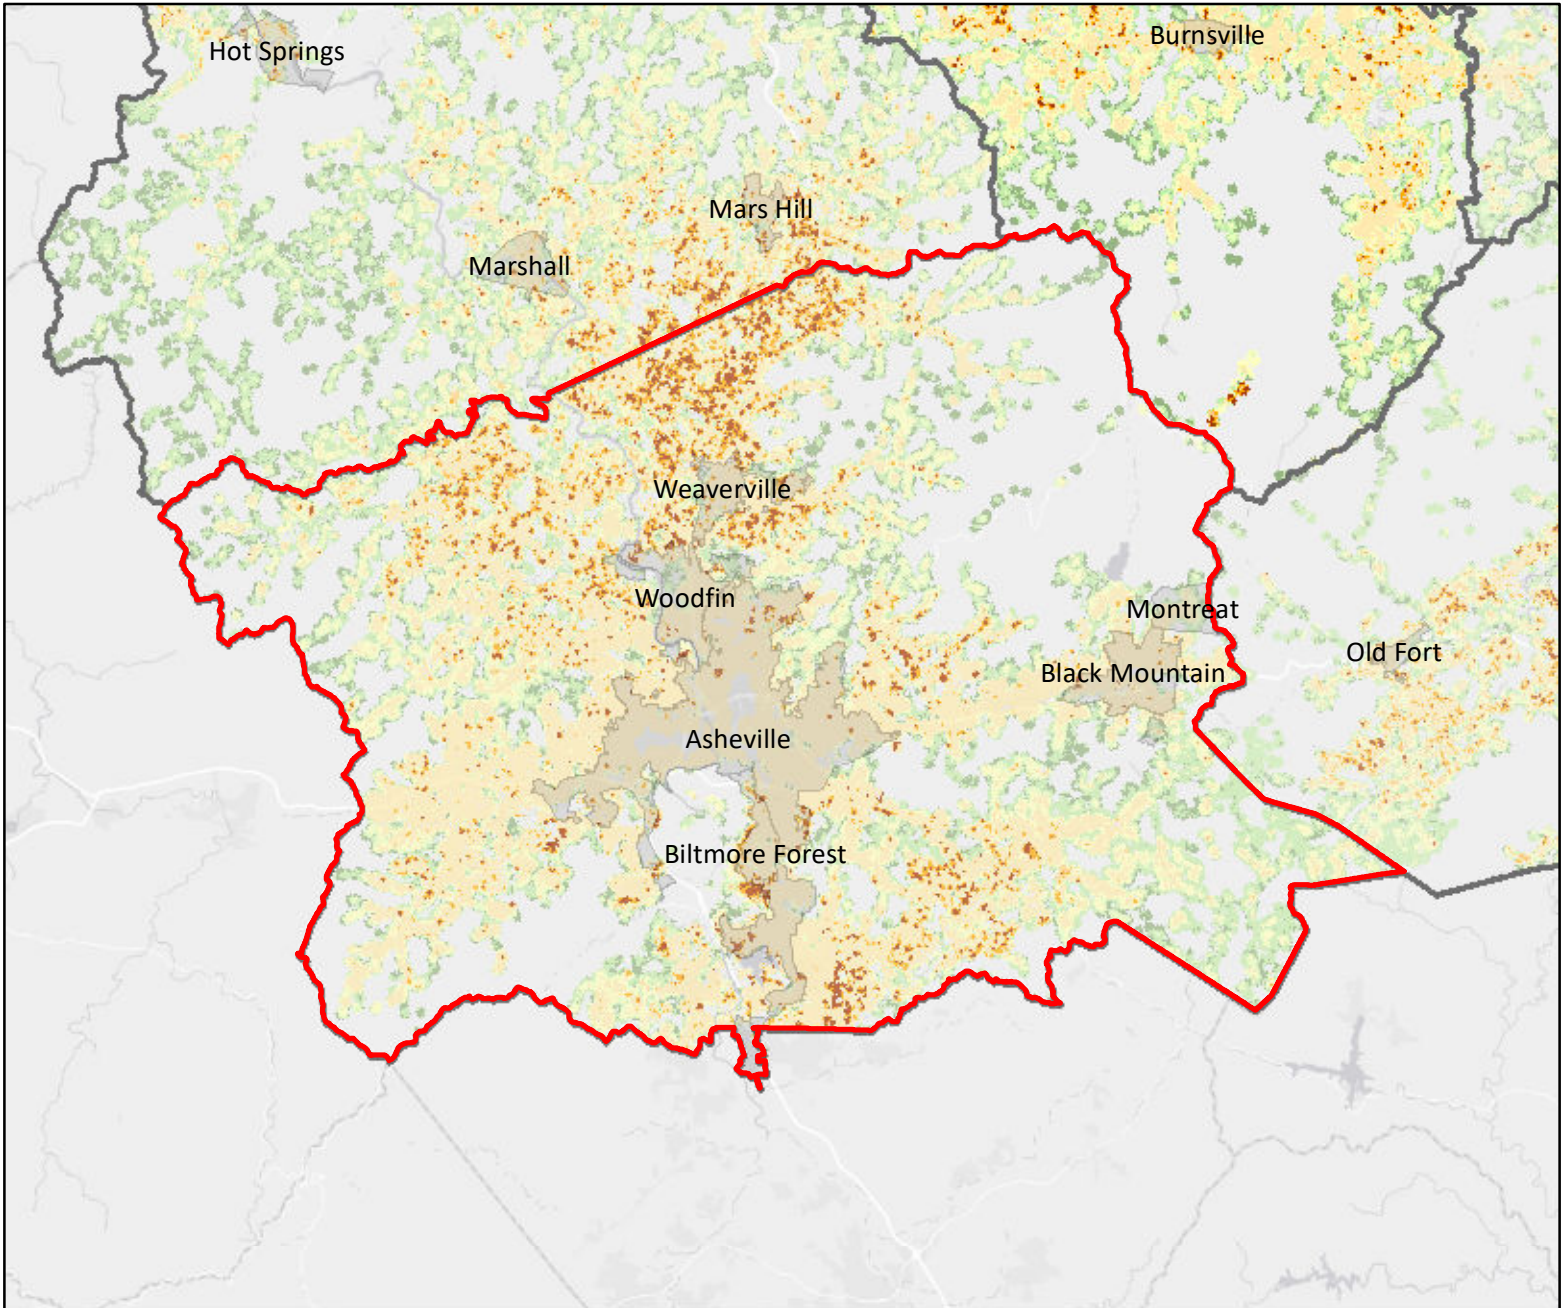 Burnsville
Hot Springs
Mars Hill
Marshall
Weaverville
Woodfin
Montreat
Old Fort
Black Mountain
Asheville
Biltmore Forest